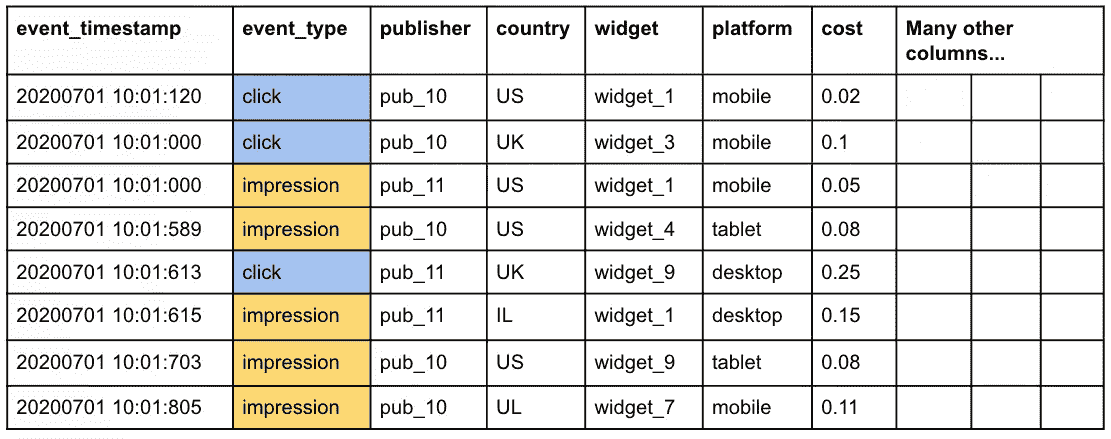 event_timestamp event_type publisher country widget platform cost Many other
columns...
20200701 10:01:120 click pub_10 US widget_1 mobile 0.02
20200701 10:01:000 click pub_10 UK widget_3 mobile 0.1
20200701 10:01:000 impression pub_11 US widget_1 mobile 0.05
20200701 10:01:589 impression pub_10 US widget_4 tablet 0.08
20200701 10:01:613 click pub_11 UK widget_9 desktop 0.25
20200701 10:01:615 impression pub_11 IL widget_1 desktop 0.15
20200701 10:01:703 impression pub_10 US widget_9 tablet 0.08
20200701 10:01:805 impression pub_10 UL widget_7 mobile 0.11